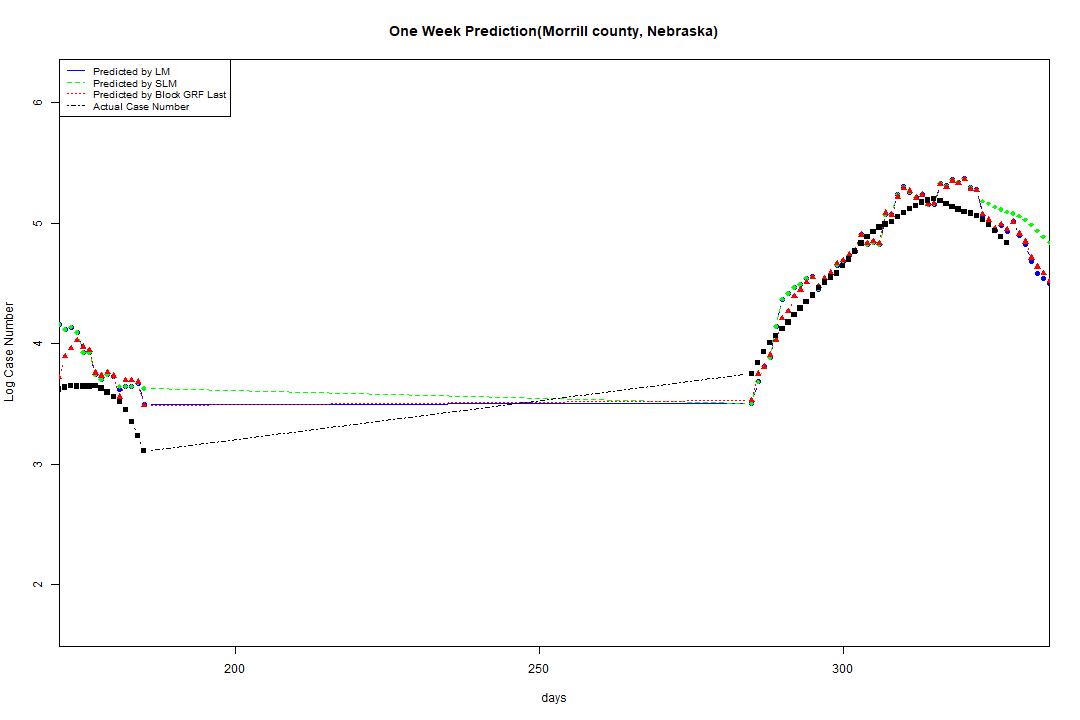 One Week Prediction(Morrill county, Nebraska)
Predicted by LM
Predicted by SLM
Predicted by Block GRF Last
Actual Case Number
6
5
4
3
2
Log Case Number
200
250
300
days